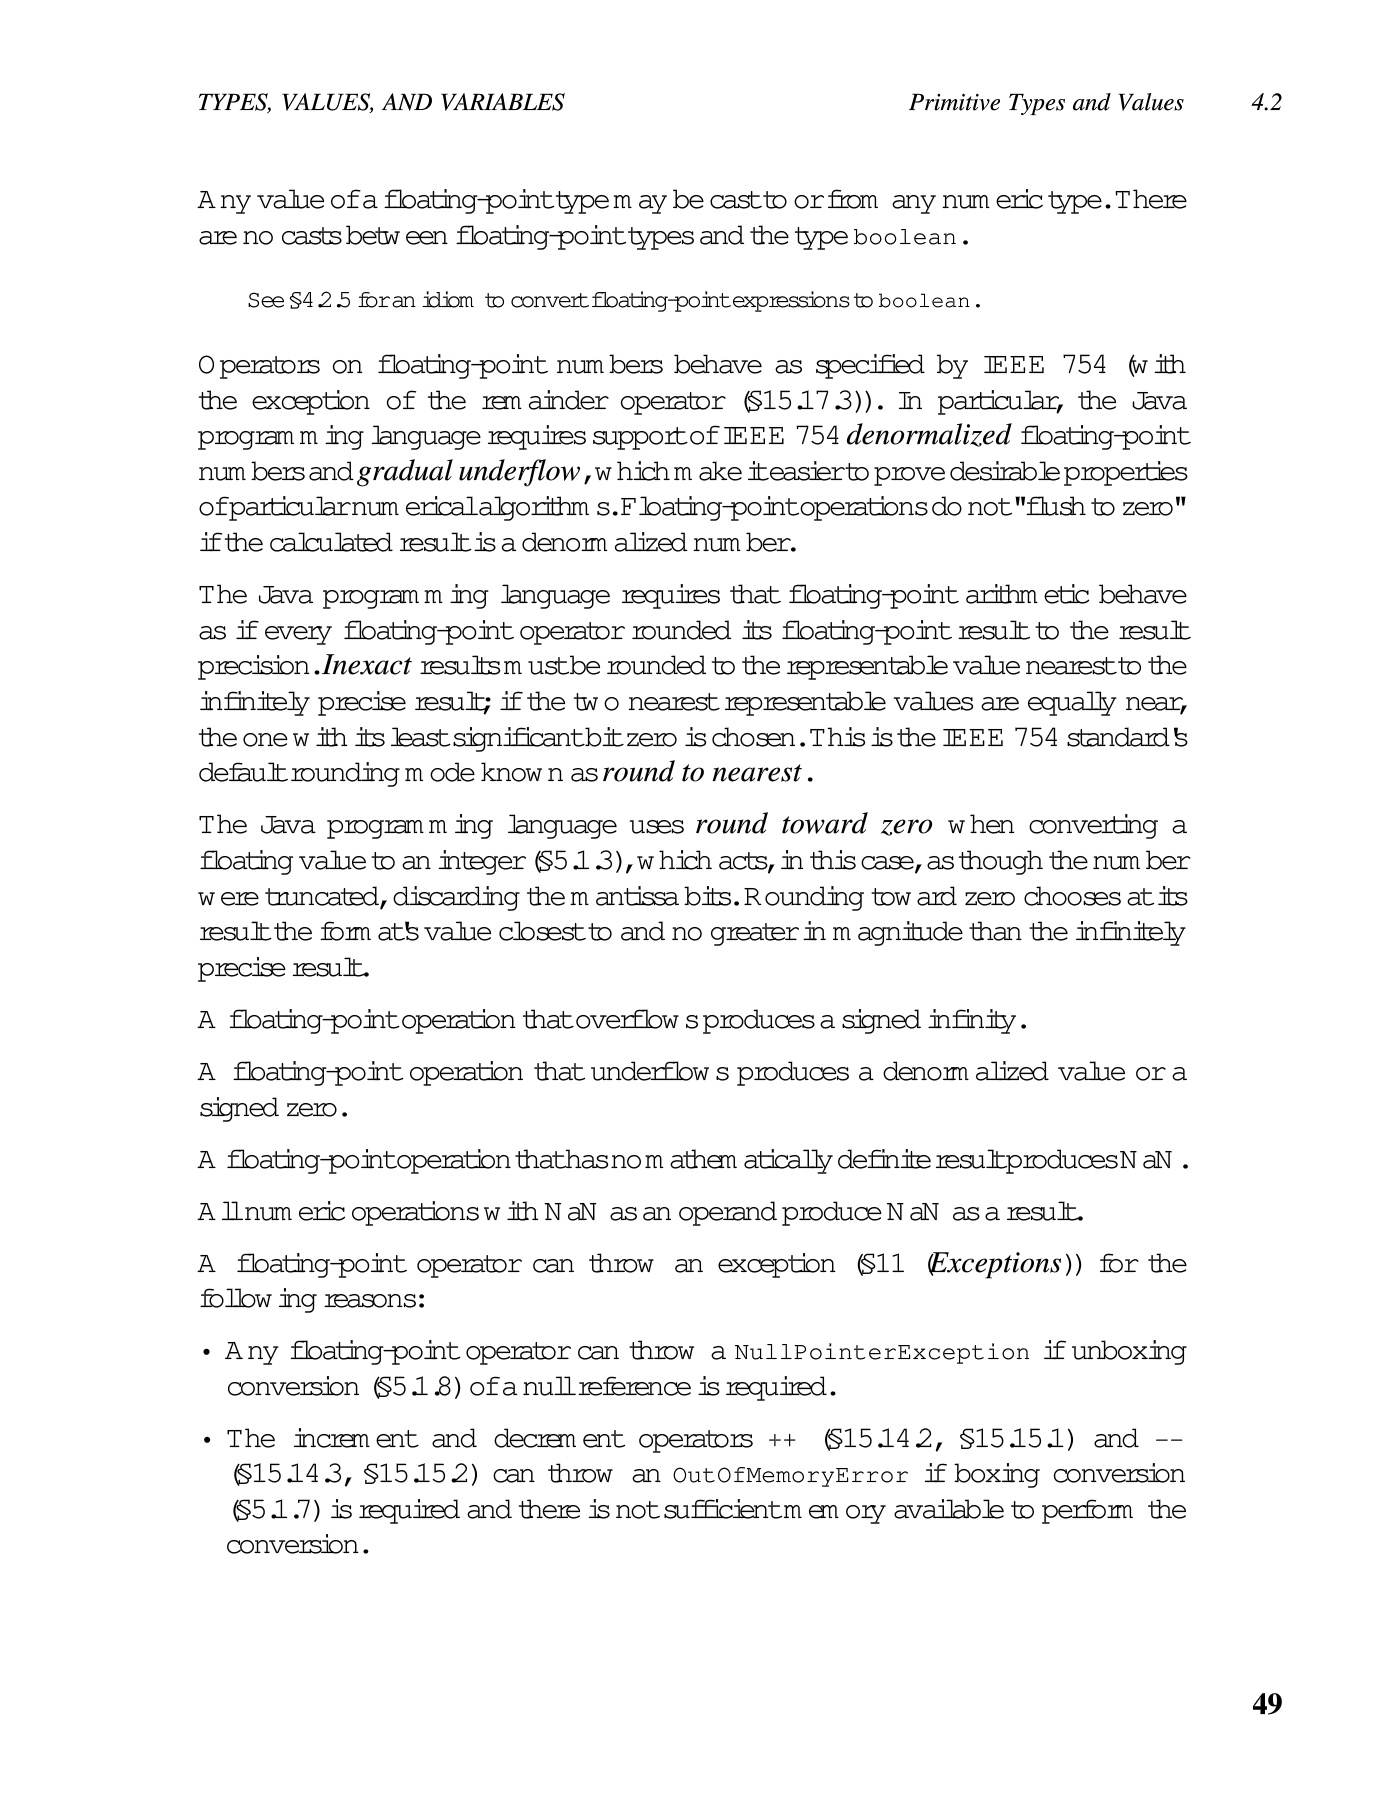 TYPES, VALUES, AND VARIABLES Primitive Types and Values 4.2
Any value of a floating-point type may be cast to or from any numeric type. There
are no casts between floating-point types and the type boolean.
See §4.2.5 for an idiom to convert floating-point expressions to boolean.
Operators on floating-point numbers behave as specified by IEEE 754 (with
the exception of the remainder operator (§15.17.3)). In particular, the Java
programming language requires support of IEEE 754 denormalized floating-point
numbers and gradual underflow, which make it easier to prove desirable properties
of particular numerical algorithms. Floating-point operations do not "flush to zero"
if the calculated result is a denormalized number.
The Java programming language requires that floating-point arithmetic behave
as if every floating-point operator rounded its floating-point result to the result
precision. Inexact results must be rounded to the representable value nearest to the
infinitely precise result; if the two nearest representable values are equally near,
the one with its least significant bit zero is chosen. This is the IEEE 754 standard's
default rounding mode known as round to nearest.
The Java programming language uses round toward zero when converting a
floating value to an integer (§5.1.3), which acts, in this case, as though the number
were truncated, discarding the mantissa bits. Rounding toward zero chooses at its
result the format's value closest to and no greater in magnitude than the infinitely
precise result.
A floating-point operation that overflows produces a signed infinity.
A floating-point operation that underflows produces a denormalized value or a
signed zero.
A floating-point operation that has no mathematically definite result produces NaN.
All numeric operations with NaN as an operand produce NaN as a result.
A floating-point operator can throw an exception (§11 (Exceptions)) for the
following reasons:
• Any floating-point operator can throw a NullPointerException if unboxing
conversion (§5.1.8) of a null reference is required.
• The increment and decrement operators ++ (§15.14.2, §15.15.1) and --
(§15.14.3, §15.15.2) can throw an OutOfMemoryError if boxing conversion
(§5.1.7) is required and there is not sufficient memory available to perform the
conversion.
49